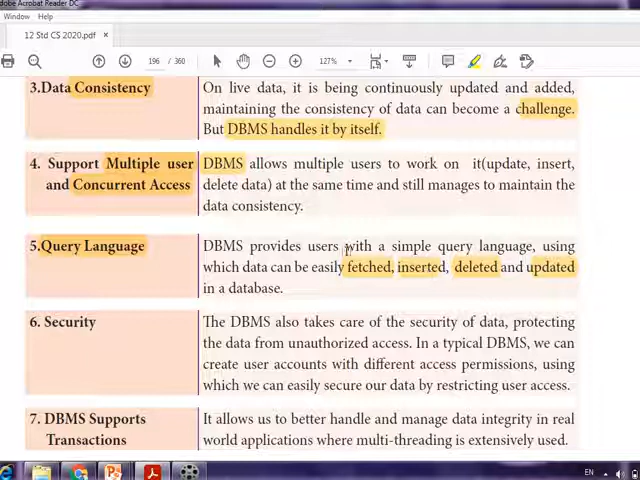 Adobe Acrobat Reader DC
Window Help
12 Std CS 2020.pdf ×
196 / 360 127%
3.Data Consistency
On live data, it is being continuously updated and added,
maintaining the consistency of data can become a challenge.
But DBMS handles it by itself.
4. Support Multiple user
and Concurrent Access
DBMS allows multiple users to work on it(update, insert,
delete data) at the same time and still manages to maintain the
data consistency.
5.Query Language
DBMS provides users with a simple query language, using
which data can be easily fetched, inserted, deleted and updated
in a database.
6. Security
The DBMS also takes care of the security of data, protecting
the data from unauthorized access. In a typical DBMS, we can
create user accounts with different access permissions, using
which we can easily secure our data by restricting user access.
7. DBMS Supports
Transactions
It allows us to better handle and manage data integrity in real
world applications where multi-threading is extensively used.
EN